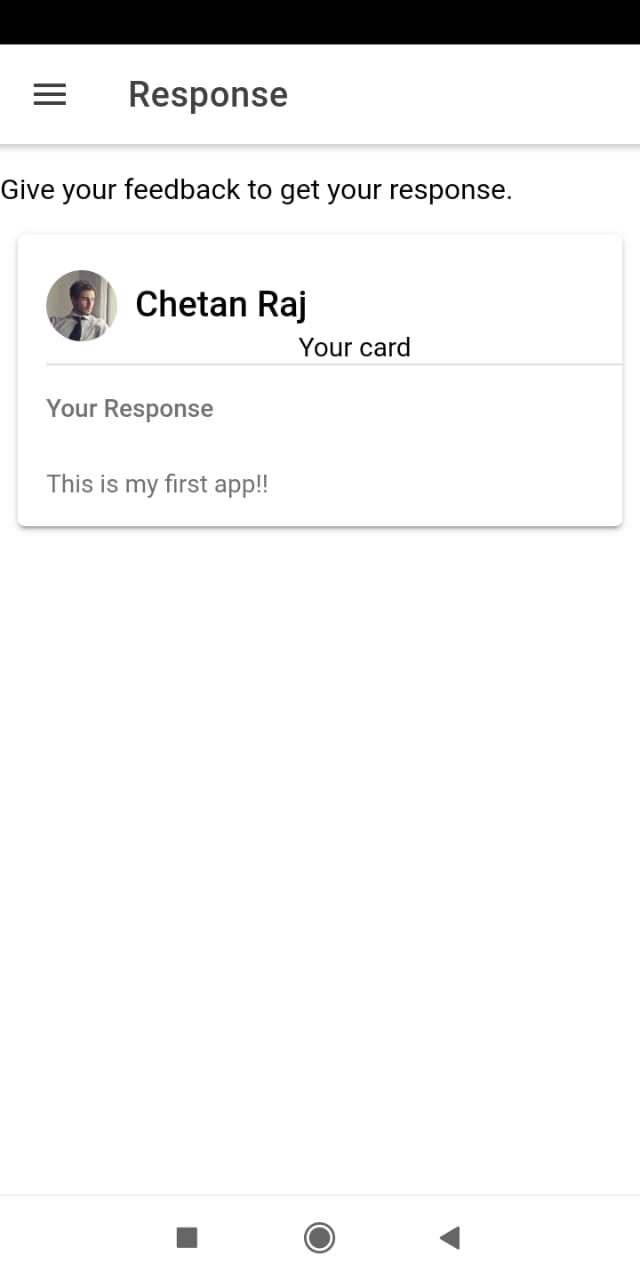 Response
Give your feedback to get your response.
Chetan Raj
Your card
Your Response
This is my first app!!